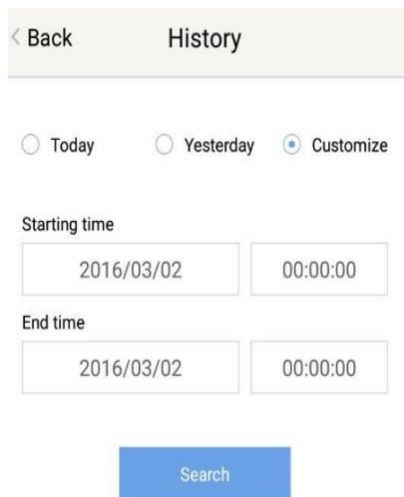 Back History
Today Yesterday Customize
Starting time
2016/03/02 00:00:00
End time
2016/03/02 00:00:00
Search